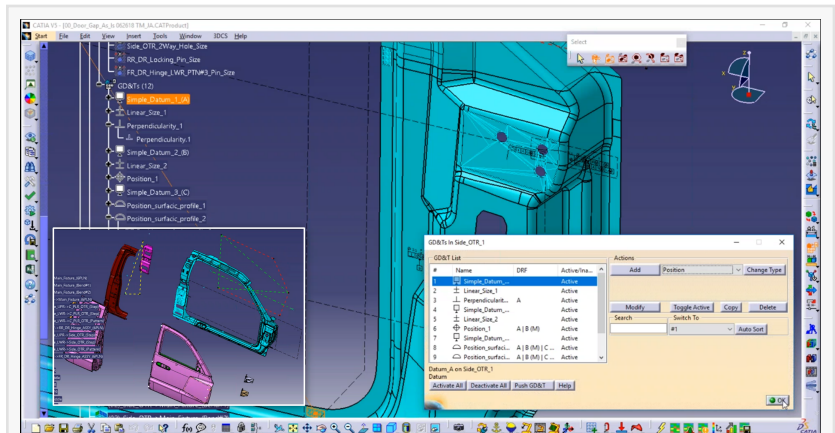 CATIA V5 - [00_Door_Gap_As_Is 062618 TM_JA.CATProduct]
Start File Edit View Insert Tools Window 3DCS Help
Side_OTR_2Way_Hole_Size
RR_DR_Locking_Pin_Size
FR_DR_Hinge_LWR_PTN#3_Pin_Size
GD&Ts (12)
Simple_Datum_1_(A)
Linear_Size_1
Perpendicularity_1
Perpendicularity.1
Simple_Datum_2_(B)
Linear_Size_2
Position_1
Simple_Datum_3_(C)
Position_surfacic_profile_1
Position_surfacic_profile_2
Select
GD&Ts In Side_OTR_1
GD&Ts List
# Name DRF Active/Ina...
1 Simple_Datum_... Active
2 Linear_Size_1 Active
3 Perpendicularit... A Active
4 Simple_Datum_... Active
5 Linear_Size_2 Active
6 Position_1 A | B (M) Active
7 Simple_Datum_... Active
8 Position_surfaci... A | B (M) | C ... Active
9 Position_surfaci... A | B (M) | C ... Active
Datum_A on Side_OTR_1
Datum
Activate All Deactivate All Push GD&T Help
Actions
Add Position Change Type
Modify Toggle Active Copy Delete
Search Switch To
#1 Auto Sort
OK
CATIA